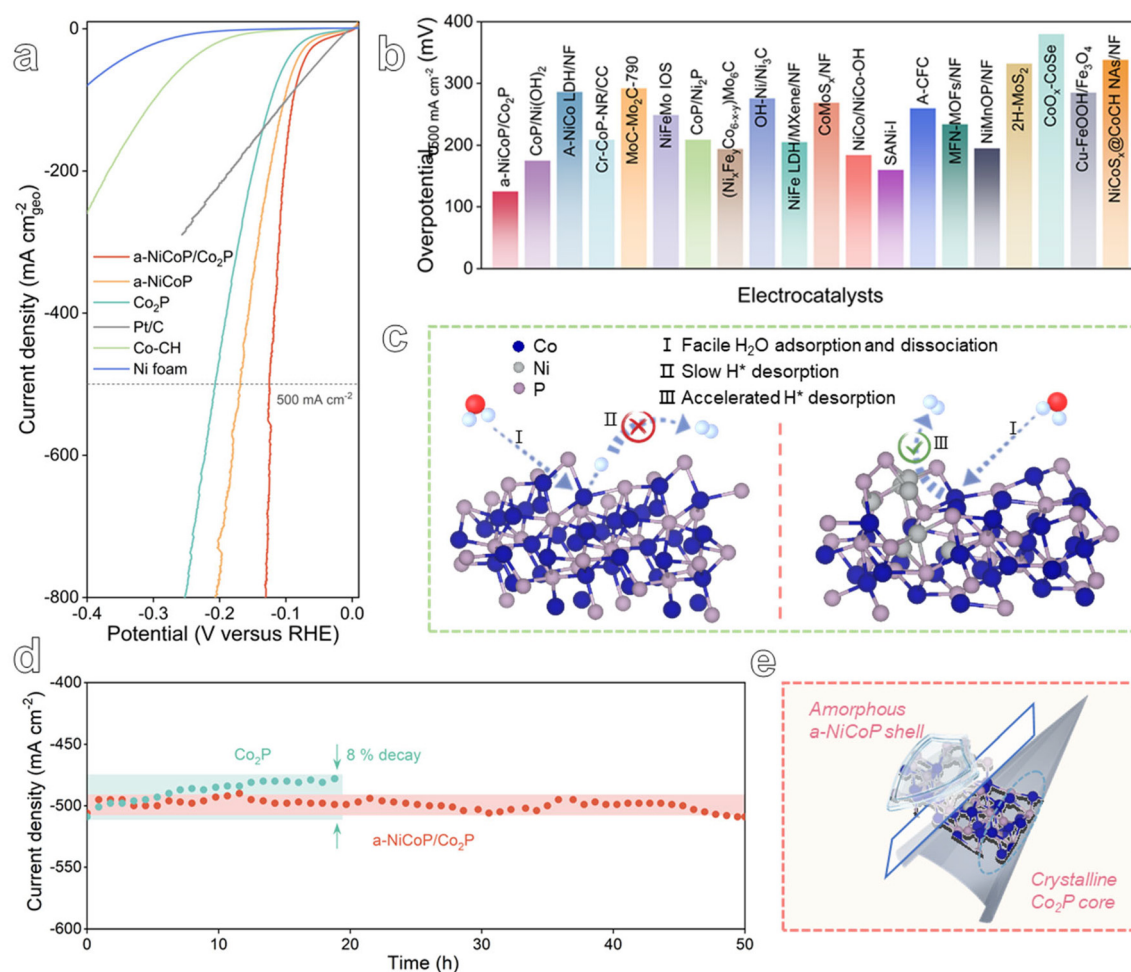 a
0
-200
-400
-600
-800
-0.4
-0.3
-0.2
-0.1
0.0
Current density (mA cm⁻²geo)
Potential (V versus RHE)
a-NiCoP/Co₂P
a-NiCoP
Co₂P
Pt/C
Co-CH
Ni foam
500 mA cm⁻²
b
400
300
200
100
0
Overpotential500 mA cm⁻² (mV)
a-NiCoP/Co₂P
CoP/Ni(OH)₂
A-NiCo LDH/NF
Cr-CoP-NR/CC
MoC-Mo₂C-790
NiFeMo IOS
CoP/Ni₂P
(NiₓFeᵧCo₆₋ₓ₋ᵧ)Mo₆C
OH-Ni/Ni₃C
NiFe LDH/MXene/NF
CoMoSₓ/NF
NiCo/NiCo-OH
SANi-I
A-CFC
MFN-MOFs/NF
NiMnOP/NF
2H-MoS₂
CoOₓ-CoSe
Cu-FeOOH/Fe₃O₄
NiCoSₓ@CoCH NAs/NF
Electrocatalysts
c
Co
Ni
P
I Facile H₂O adsorption and dissociation
II Slow H* desorption
III Accelerated H* desorption
I
II
III
I
d
-400
-450
-500
-550
-600
0
10
20
30
40
50
Current density (mA cm⁻²)
Time (h)
Co₂P
8 % decay
a-NiCoP/Co₂P
e
Amorphous
a-NiCoP shell
Crystalline
Co₂P core